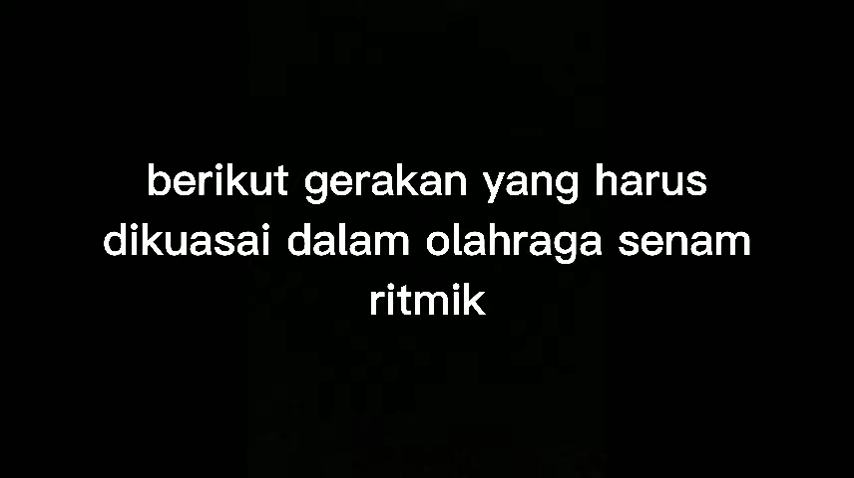 berikut gerakan yang harus
dikuasai dalam olahraga senam
ritmik